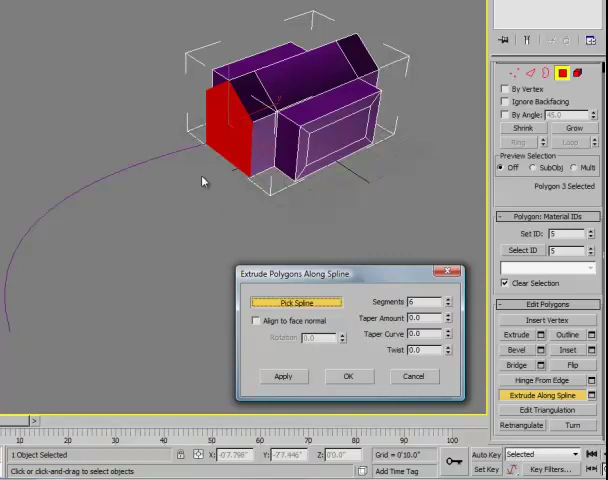 By Vertex
Ignore Backfacing
By Angle: 45.0
Shrink Grow
Ring Loop
Preview Selection
Off SubObj Multi
Polygon 3 Selected
- Polygon: Material IDs
Set ID: 5
Select ID 5
Clear Selection
- Edit Polygons
Insert Vertex
Extrude Outline
Bevel Inset
Bridge Flip
Hinge From Edge
Extrude Along Spline
Edit Triangulation
Retriangulate Turn
Extrude Polygons Along Spline
Pick Spline Segments 6
Align to face normal Taper Amount 0.0
Rotation 0.0 Taper Curve 0.0
Twist 0.0
Apply OK Cancel
>
10 20 30 40 50 60 70 80 90 100
1 Object Selected X: -0'7.798" Y: -7'7.446" Z: 0'0.0" Grid = 0'10.0" Auto Key Selected
Click or click-and-drag to select objects Add Time Tag Set Key Key Filters...